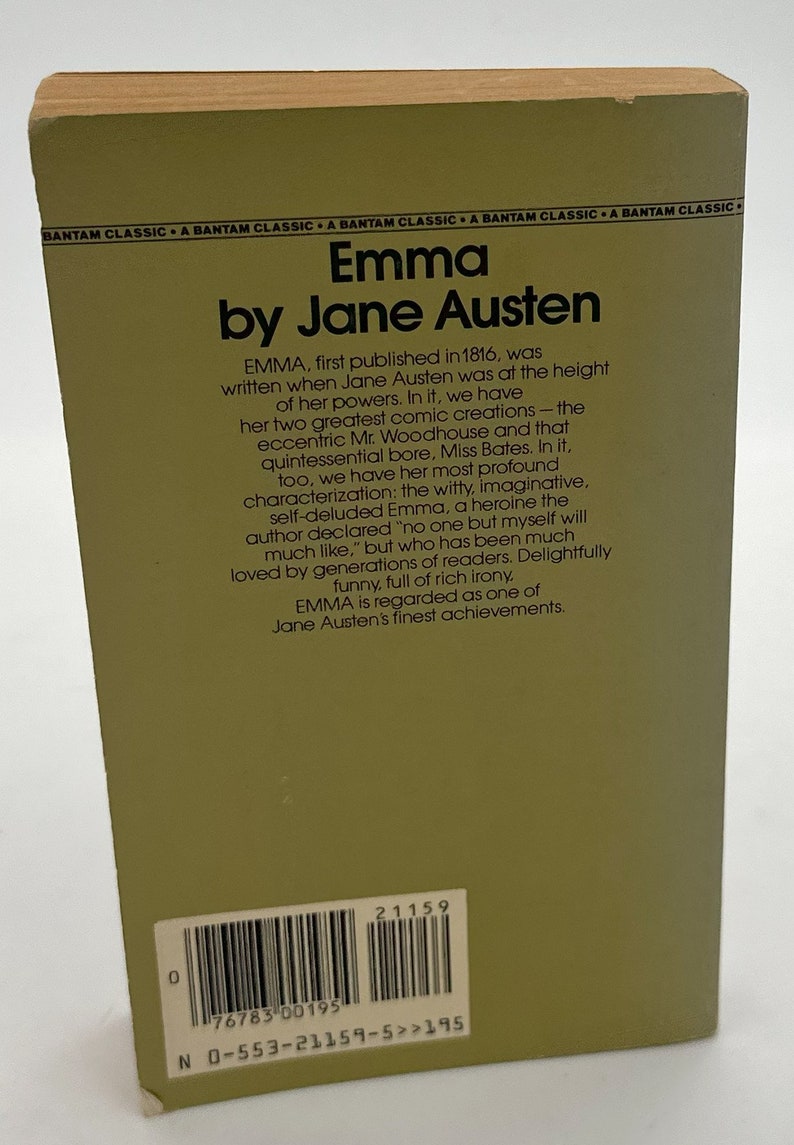 BANTAM CLASSIC • A BANTAM CLASSIC • A BANTAM CLASSIC • A BANTAM CLASSIC • A BANTAM CLASSIC •
Emma
by Jane Austen
EMMA, first published in 1816, was
written when Jane Austen was at the height
of her powers. In it, we have
her two greatest comic creations — the
eccentric Mr. Woodhouse and that
quintessential bore, Miss Bates. In it,
too, we have her most profound
characterization: the witty, imaginative,
self-deluded Emma, a heroine the
author declared "no one but myself will
much like," but who has been much
loved by generations of readers. Delightfully
funny, full of rich irony,
EMMA is regarded as one of
Jane Austen's finest achievements.
21159
0
76783 00195
N 0-553-21159-5>>195